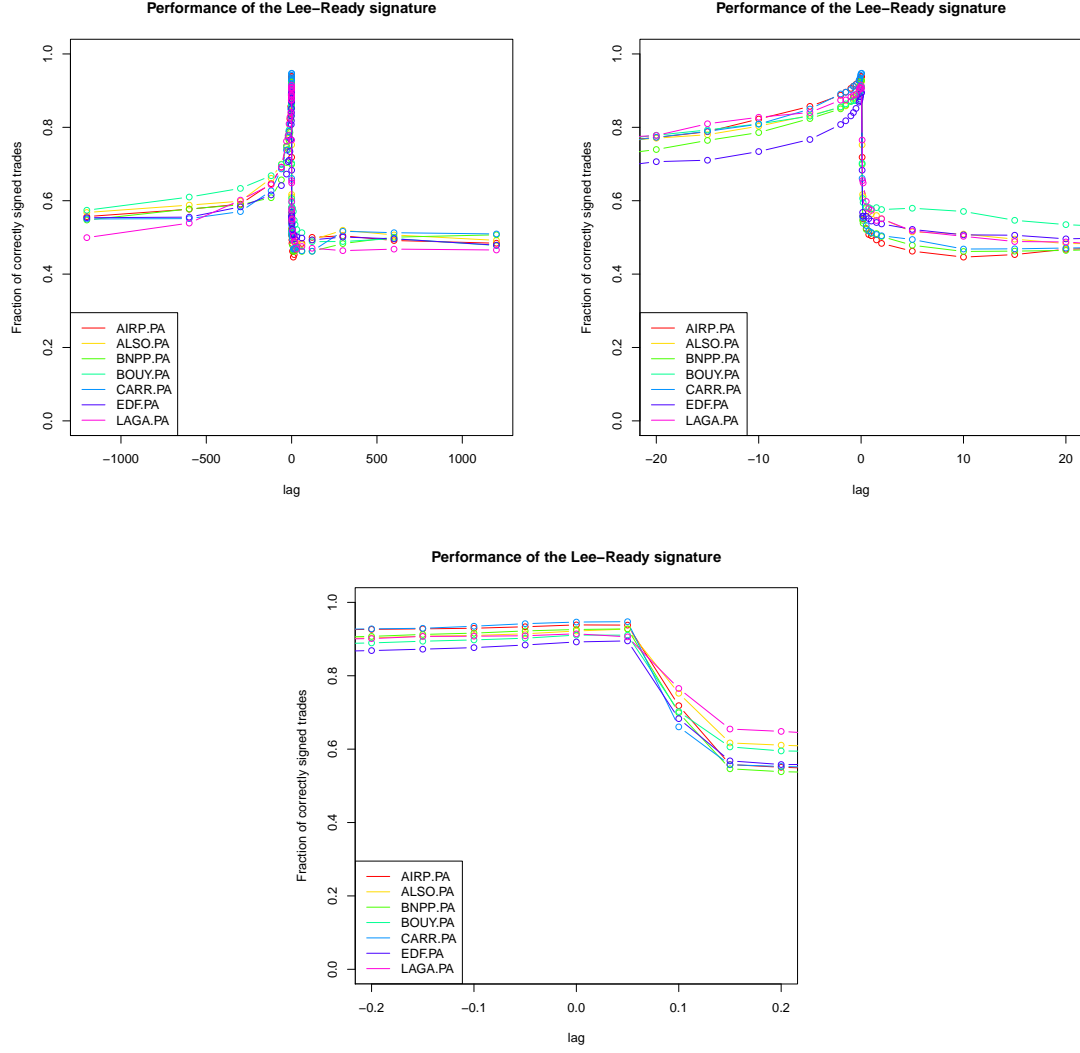 Performance of the Lee−Ready signature
Fraction of correctly signed trades
1.0
0.8
0.6
0.4
0.2
0.0
AIRP.PA
ALSO.PA
BNPP.PA
BOUY.PA
CARR.PA
EDF.PA
LAGA.PA
−1000 −500 0 500 1000
lag
Performance of the Lee−Ready signature
Fraction of correctly signed trades
1.0
0.8
0.6
0.4
0.2
0.0
AIRP.PA
ALSO.PA
BNPP.PA
BOUY.PA
CARR.PA
EDF.PA
LAGA.PA
−20 −10 0 10 20
lag
Performance of the Lee−Ready signature
Fraction of correctly signed trades
1.0
0.8
0.6
0.4
0.2
0.0
AIRP.PA
ALSO.PA
BNPP.PA
BOUY.PA
CARR.PA
EDF.PA
LAGA.PA
−0.2 −0.1 0.0 0.1 0.2
lag